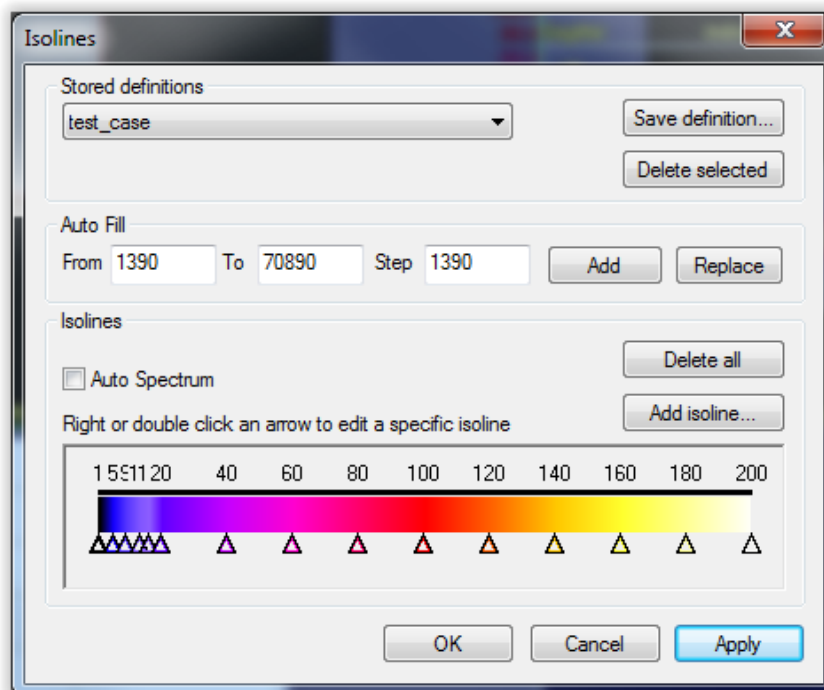 Isolines
Stored definitions
test_case
Save definition...
Delete selected
Auto Fill
From 1390 To 70890 Step 1390 Add Replace
Isolines
Delete all
Auto Spectrum
Add isoline...
Right or double click an arrow to edit a specific isoline
1 20 40 60 80 100 120 140 160 180 200
OK Cancel Apply